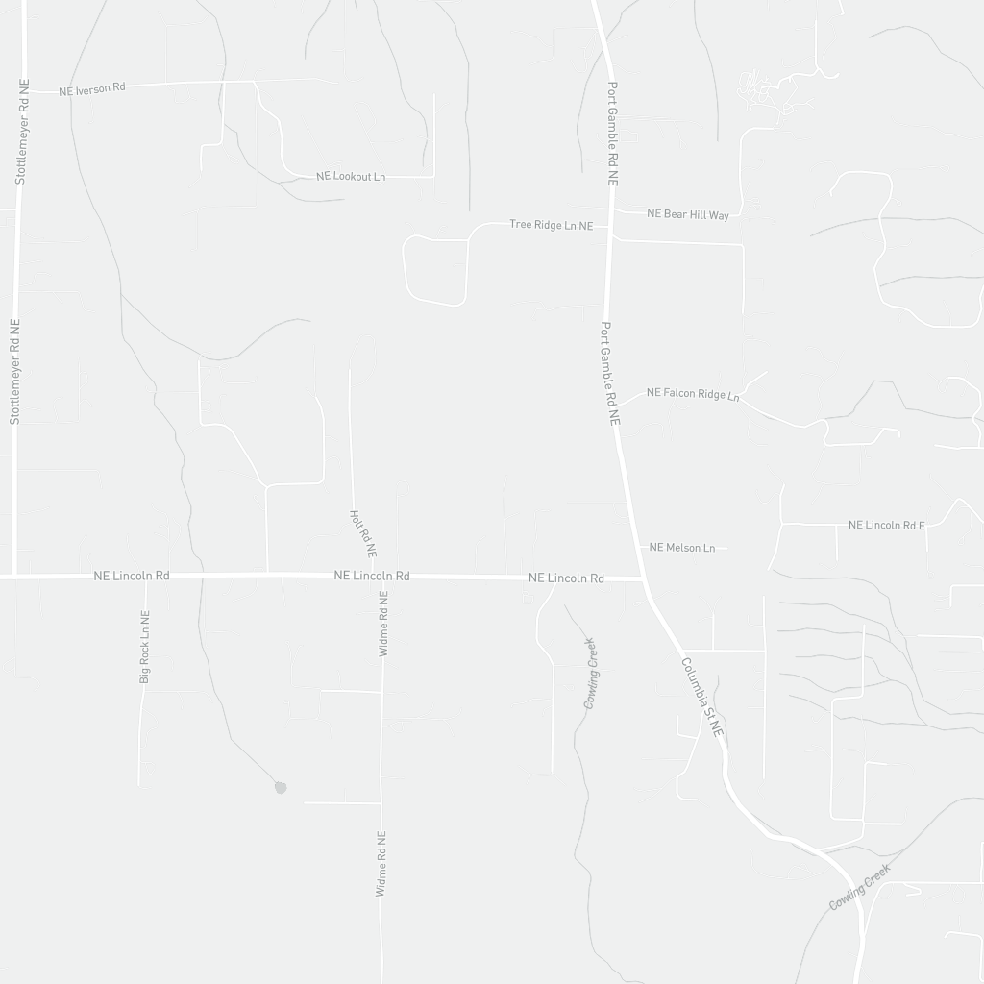 NE Iverson Rd
Stottlemeyer Rd NE
Port Gamble Rd NE
NE Lookout Ln
NE Bear Hill Way
Tree Ridge Ln NE
Stottlemeyer Rd NE
Port Gamble Rd NE
NE Falcon Ridge Ln
NE Lincoln Rd F
Holt Rd NE
NE Melson Ln
NE Lincoln Rd
NE Lincoln Rd
NE Lincoln Rd
Widme Rd NE
Big Rock Ln NE
Cowling Creek
Columbia St NE
Widme Rd NE
Cowling Creek